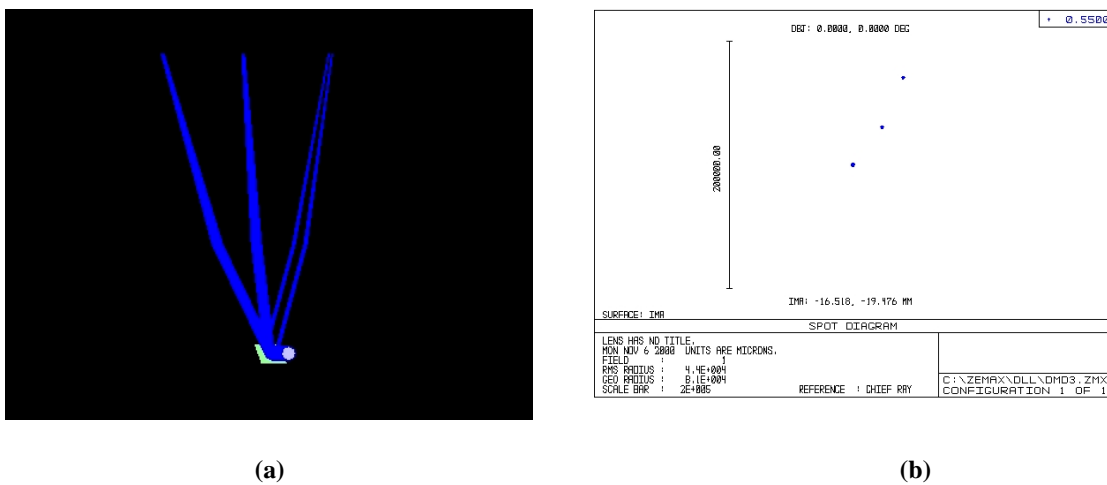 0.5500
OBJ: 0.0000, 0.0000 DEG
200000.00
IMA: -16.518, -19.476 MM
SURFACE: IMA
SPOT DIAGRAM
LENS HAS NO TITLE.
MON NOV 6 2000 UNITS ARE MICRONS.
FIELD : 1
RMS RADIUS : 4.4E+004
GEO RADIUS : 8.1E+004
SCALE BAR : 2E+005 REFERENCE : CHIEF RAY
C:\ZEMAX\DLL\DMD3.ZMX
CONFIGURATION 1 OF 1
(a) (b)